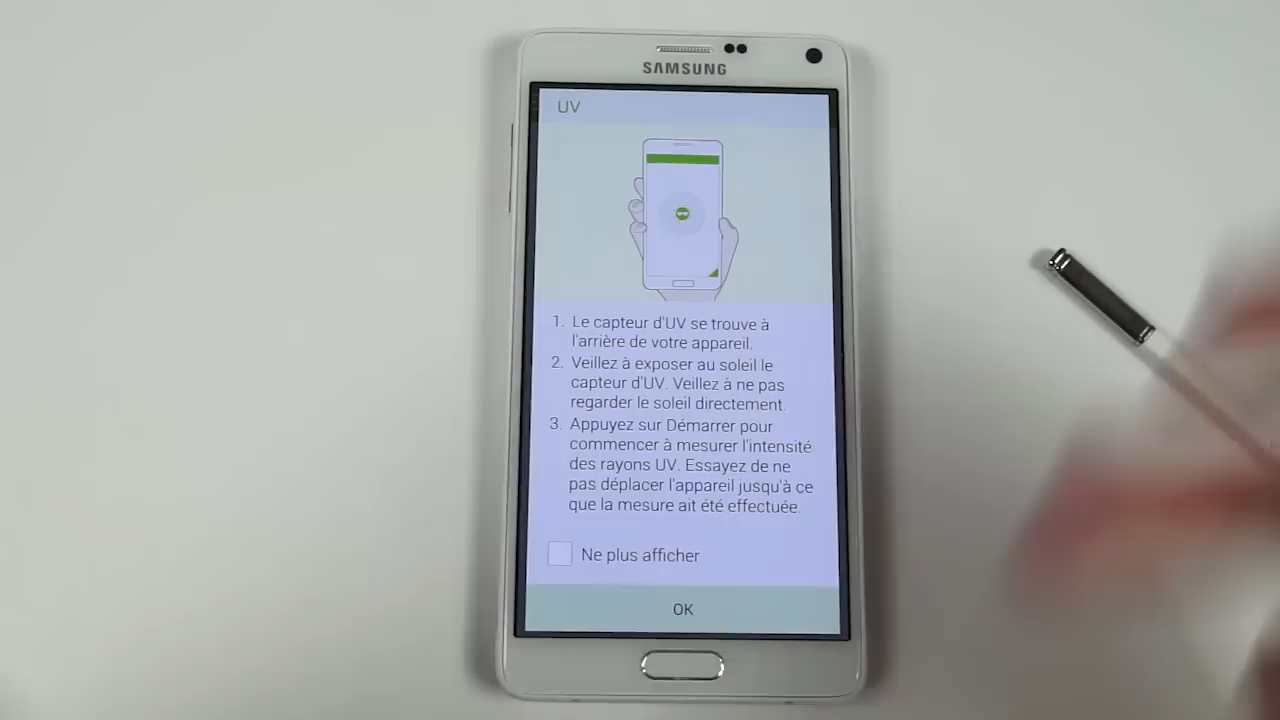 SAMSUNG
UV
1. Le capteur d'UV se trouve à
l'arrière de votre appareil.
2. Veillez à exposer au soleil le
capteur d'UV. Veillez à ne pas
regarder le soleil directement.
3. Appuyez sur Démarrer pour
commencer à mesurer l'intensité
des rayons UV. Essayez de ne
pas déplacer l'appareil jusqu'à ce
que la mesure ait été effectuée.
Ne plus afficher
OK